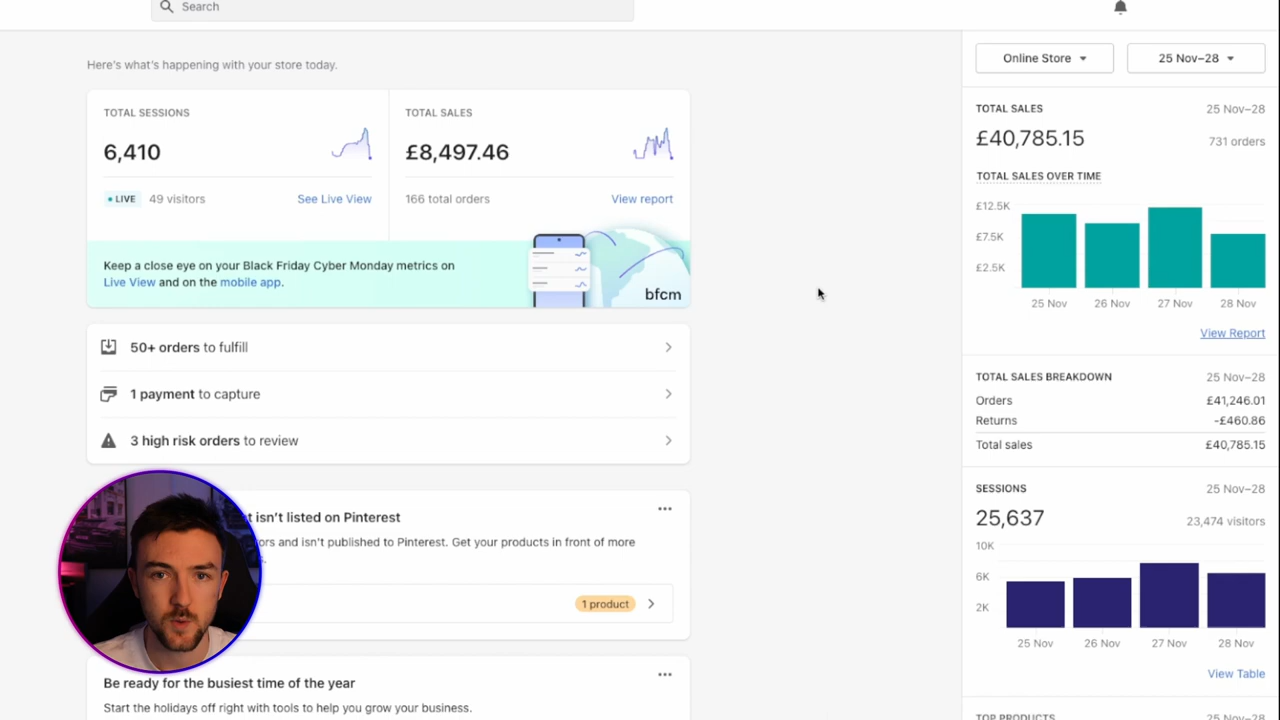 Search
Here's what's happening with your store today.
TOTAL SESSIONS
6,410
LIVE 49 visitors See Live View
TOTAL SALES
£8,497.46
166 total orders View report
Keep a close eye on your Black Friday Cyber Monday metrics on
Live View and on the mobile app.
bfcm
50+ orders to fulfill
1 payment to capture
3 high risk orders to review
isn't listed on Pinterest
and isn't published to Pinterest. Get your products in front of more
1 product
Be ready for the busiest time of the year
Start the holidays off right with tools to help you grow your business.
Online Store 25 Nov–28
TOTAL SALES 25 Nov–28
£40,785.15 731 orders
TOTAL SALES OVER TIME
£12.5K
£7.5K
£2.5K
25 Nov 26 Nov 27 Nov 28 Nov
View Report
TOTAL SALES BREAKDOWN 25 Nov–28
Orders £41,246.01
Returns -£460.86
Total sales £40,785.15
SESSIONS 25 Nov–28
25,637 23,474 visitors
10K
6K
2K
25 Nov 26 Nov 27 Nov 28 Nov
View Table
TOP PRODUCTS 25 Nov–28